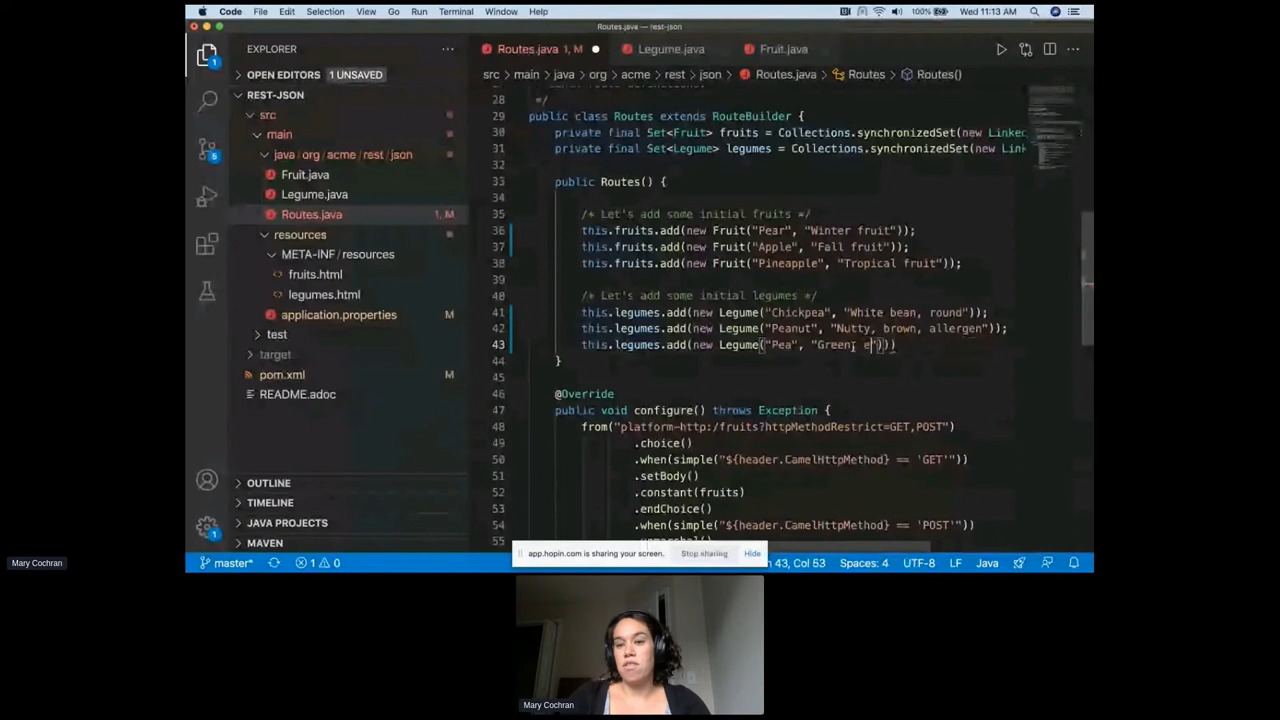 Code File Edit Selection View Go Run Terminal Window Help 100% Wed 11:13 AM
Routes.java — rest-json
EXPLORER
OPEN EDITORS 1 UNSAVED
REST-JSON
src
main
java/org/acme/rest/json
Fruit.java
Legume.java
Routes.java 1, M
resources
META-INF/resources
fruits.html
legumes.html
application.properties
test
target
pom.xml
README.adoc
OUTLINE
TIMELINE
JAVA PROJECTS
MAVEN
Routes.java 1, M Legume.java Fruit.java
src > main > java > org > acme > rest > json > Routes.java > Routes > Routes()
28 */
29 public class Routes extends RouteBuilder {
30 private final Set<Fruit> fruits = Collections.synchronizedSet(new Linked
31 private final Set<Legume> legumes = Collections.synchronizedSet(new Link
32
33 public Routes() {
34
35 /* Let's add some initial fruits */
36 this.fruits.add(new Fruit("Pear", "Winter fruit"));
37 this.fruits.add(new Fruit("Apple", "Fall fruit"));
38 this.fruits.add(new Fruit("Pineapple", "Tropical fruit"));
39
40 /* Let's add some initial legumes */
41 this.legumes.add(new Legume("Chickpea", "White bean, round"));
42 this.legumes.add(new Legume("Peanut", "Nutty, brown, allergen"));
43 this.legumes.add(new Legume("Pea", "Green, e"))
44 }
45
46 @Override
47 public void configure() throws Exception {
48 from("platform-http:/fruits?httpMethodRestrict=GET,POST")
49 .choice()
50 .when(simple("${header.CamelHttpMethod} == 'GET'"))
51 .setBody()
52 .constant(fruits)
53 .endChoice()
54 .when(simple("${header.CamelHttpMethod} == 'POST'"))
55
app.hopin.com is sharing your screen. Stop sharing Hide
master* 1 0 Ln 43, Col 53 Spaces: 4 UTF-8 LF Java
Mary Cochran
Mary Cochran